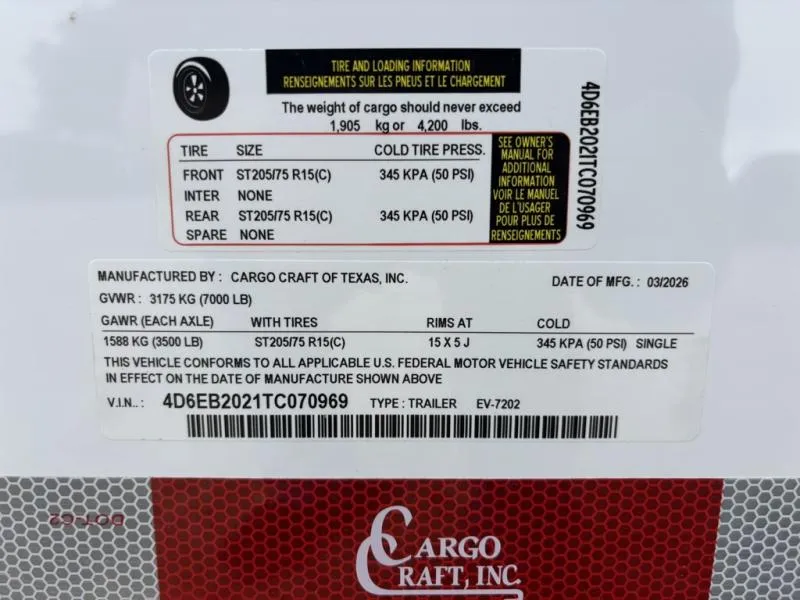 TIRE AND LOADING INFORMATION
RENSEIGNEMENTS SUR LES PNEUS ET LE CHARGEMENT
The weight of cargo should never exceed
1,905 kg or 4,200 lbs.
TIRE SIZE COLD TIRE PRESS.
FRONT ST205/75 R15(C) 345 KPA (50 PSI)
INTER NONE
REAR ST205/75 R15(C) 345 KPA (50 PSI)
SPARE NONE
SEE OWNER'S
MANUAL FOR
ADDITIONAL
INFORMATION
VOIR LE MANUEL
DE L'USAGER
POUR PLUS DE
RENSEIGNEMENTS
4D6EB2021TC070969
MANUFACTURED BY : CARGO CRAFT OF TEXAS, INC. DATE OF MFG. : 03/2026
GVWR : 3175 KG (7000 LB)
GAWR (EACH AXLE) WITH TIRES RIMS AT COLD
1588 KG (3500 LB) ST205/75 R15(C) 15 X 5 J 345 KPA (50 PSI) SINGLE
THIS VEHICLE CONFORMS TO ALL APPLICABLE U.S. FEDERAL MOTOR VEHICLE SAFETY STANDARDS
IN EFFECT ON THE DATE OF MANUFACTURE SHOWN ABOVE
V.I.N.. : 4D6EB2021TC070969 TYPE : TRAILER EV-7202
DOT-C2
CARGO
CRAFT, INC.